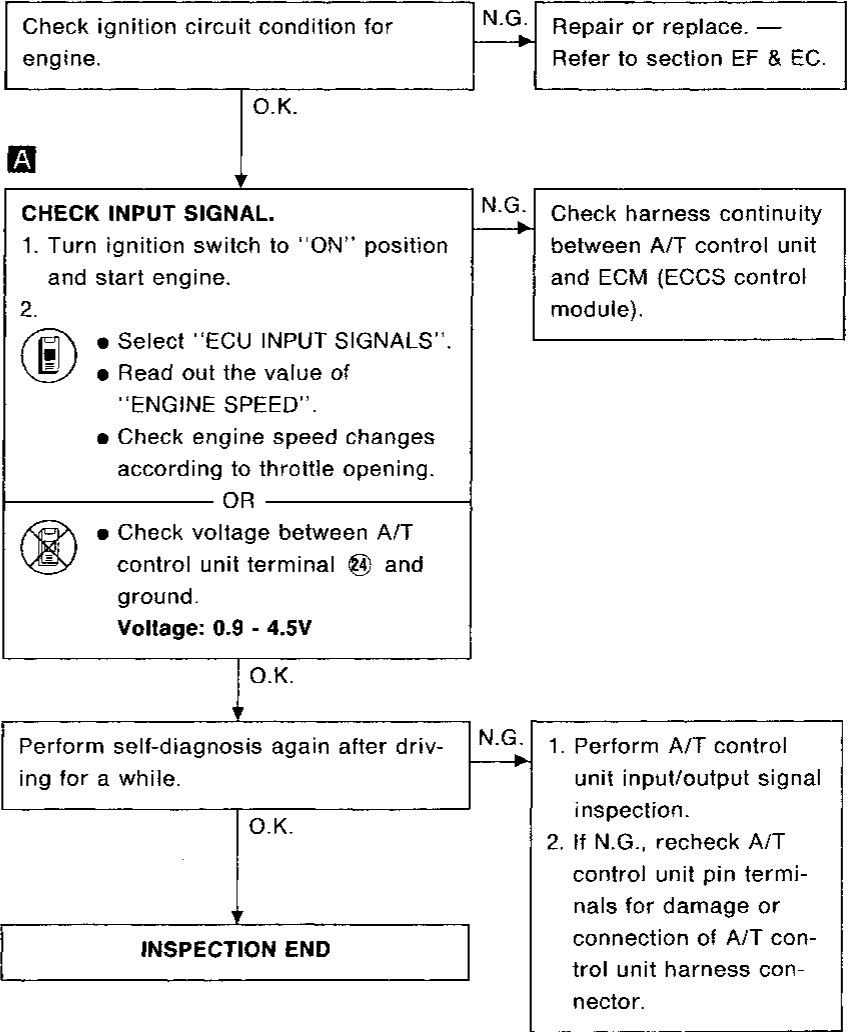 Check ignition circuit condition for
engine.
N.G.
Repair or replace. —
Refer to section EF & EC.
O.K.
A
CHECK INPUT SIGNAL.
1. Turn ignition switch to "ON" position
and start engine.
2.
● Select "ECU INPUT SIGNALS".
● Read out the value of
"ENGINE SPEED".
● Check engine speed changes
according to throttle opening.
OR
● Check voltage between A/T
control unit terminal ㉔ and
ground.
Voltage: 0.9 - 4.5V
N.G.
Check harness continuity
between A/T control unit
and ECM (ECCS control
module).
O.K.
Perform self-diagnosis again after driv-
ing for a while.
N.G.
1. Perform A/T control
unit input/output signal
inspection.
2. If N.G., recheck A/T
control unit pin termi-
nals for damage or
connection of A/T con-
trol unit harness con-
nector.
O.K.
INSPECTION END